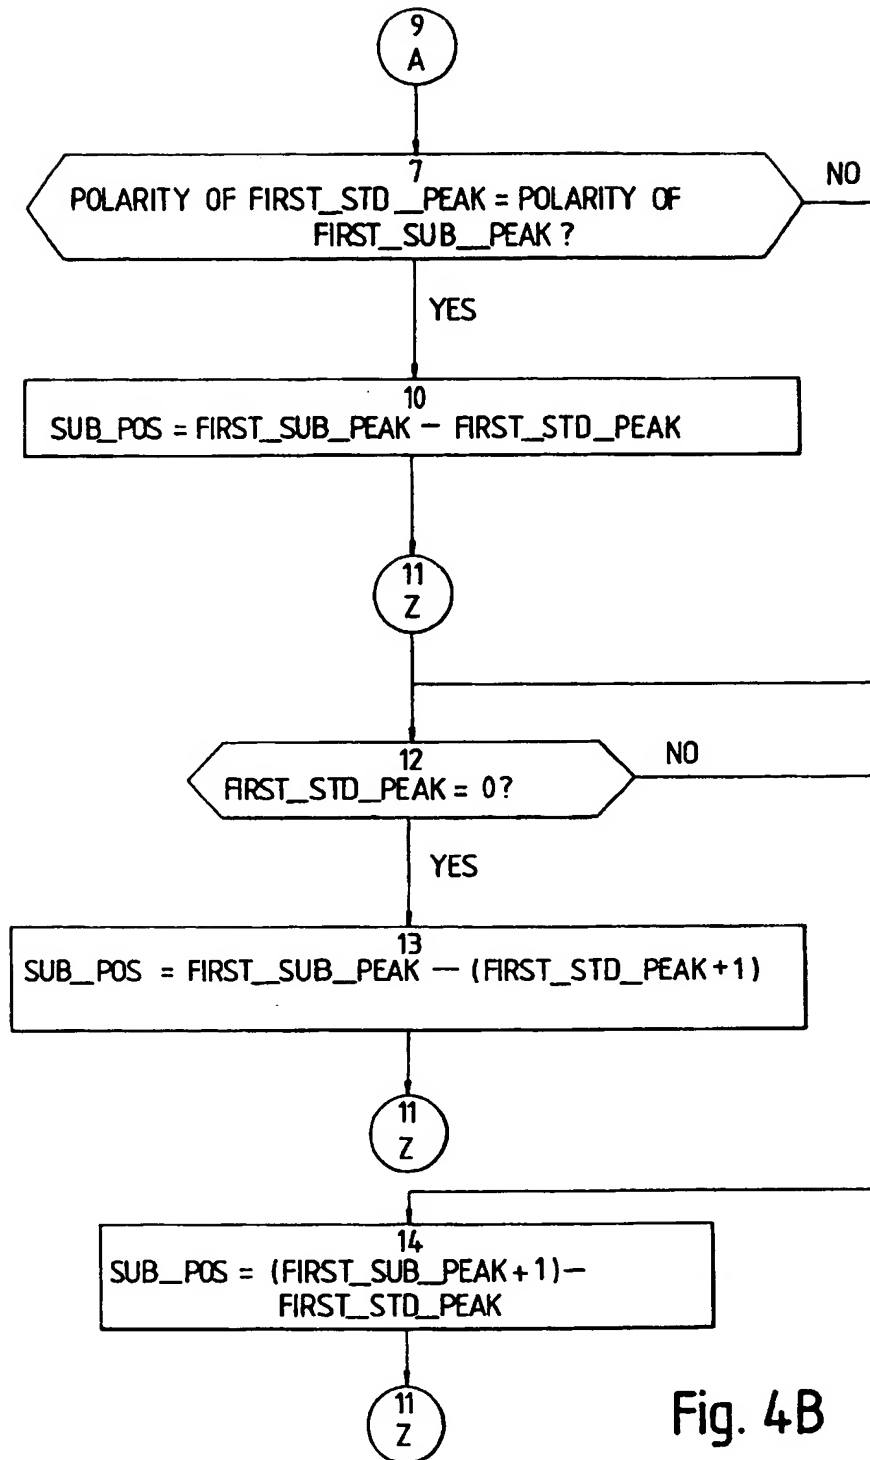 9
A
7
POLARITY OF FIRST_STD_PEAK = POLARITY OF
FIRST_SUB_PEAK ?
NO
YES
10
SUB_POS = FIRST_SUB_PEAK – FIRST_STD_PEAK
11
Z
12
FIRST_STD_PEAK = 0?
NO
YES
13
SUB_POS = FIRST_SUB_PEAK – (FIRST_STD_PEAK+1)
11
Z
14
SUB_POS = (FIRST_SUB_PEAK+1)–
FIRST_STD_PEAK
11
Z
Fig. 4B